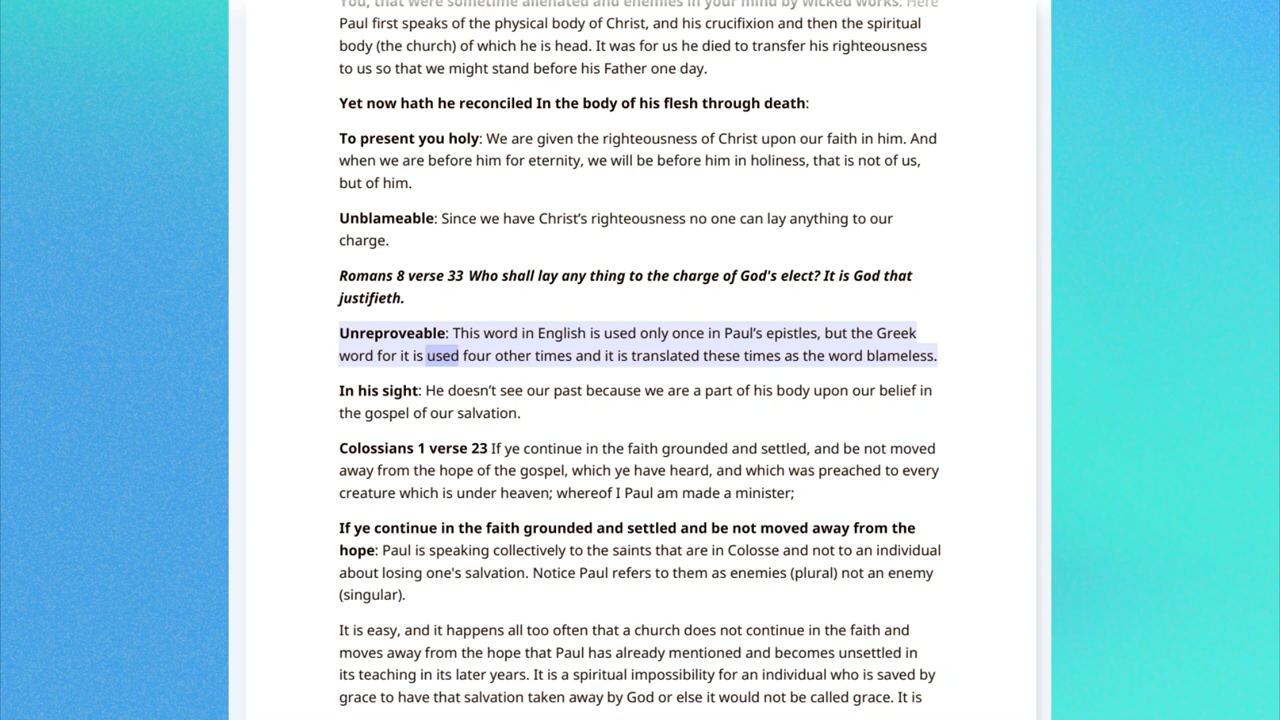 You, that were sometime alienated and enemies in your mind by wicked works: Here
Paul first speaks of the physical body of Christ, and his crucifixion and then the spiritual
body (the church) of which he is head. It was for us he died to transfer his righteousness
to us so that we might stand before his Father one day.
Yet now hath he reconciled In the body of his flesh through death:
To present you holy: We are given the righteousness of Christ upon our faith in him. And
when we are before him for eternity, we will be before him in holiness, that is not of us,
but of him.
Unblameable: Since we have Christ’s righteousness no one can lay anything to our
charge.
Romans 8 verse 33 Who shall lay any thing to the charge of God's elect? It is God that
justifieth.
Unreproveable: This word in English is used only once in Paul’s epistles, but the Greek
word for it is used four other times and it is translated these times as the word blameless.
In his sight: He doesn’t see our past because we are a part of his body upon our belief in
the gospel of our salvation.
Colossians 1 verse 23 If ye continue in the faith grounded and settled, and be not moved
away from the hope of the gospel, which ye have heard, and which was preached to every
creature which is under heaven; whereof I Paul am made a minister;
If ye continue in the faith grounded and settled and be not moved away from the
hope: Paul is speaking collectively to the saints that are in Colosse and not to an individual
about losing one's salvation. Notice Paul refers to them as enemies (plural) not an enemy
(singular).
It is easy, and it happens all too often that a church does not continue in the faith and
moves away from the hope that Paul has already mentioned and becomes unsettled in
its teaching in its later years. It is a spiritual impossibility for an individual who is saved by
grace to have that salvation taken away by God or else it would not be called grace. It is